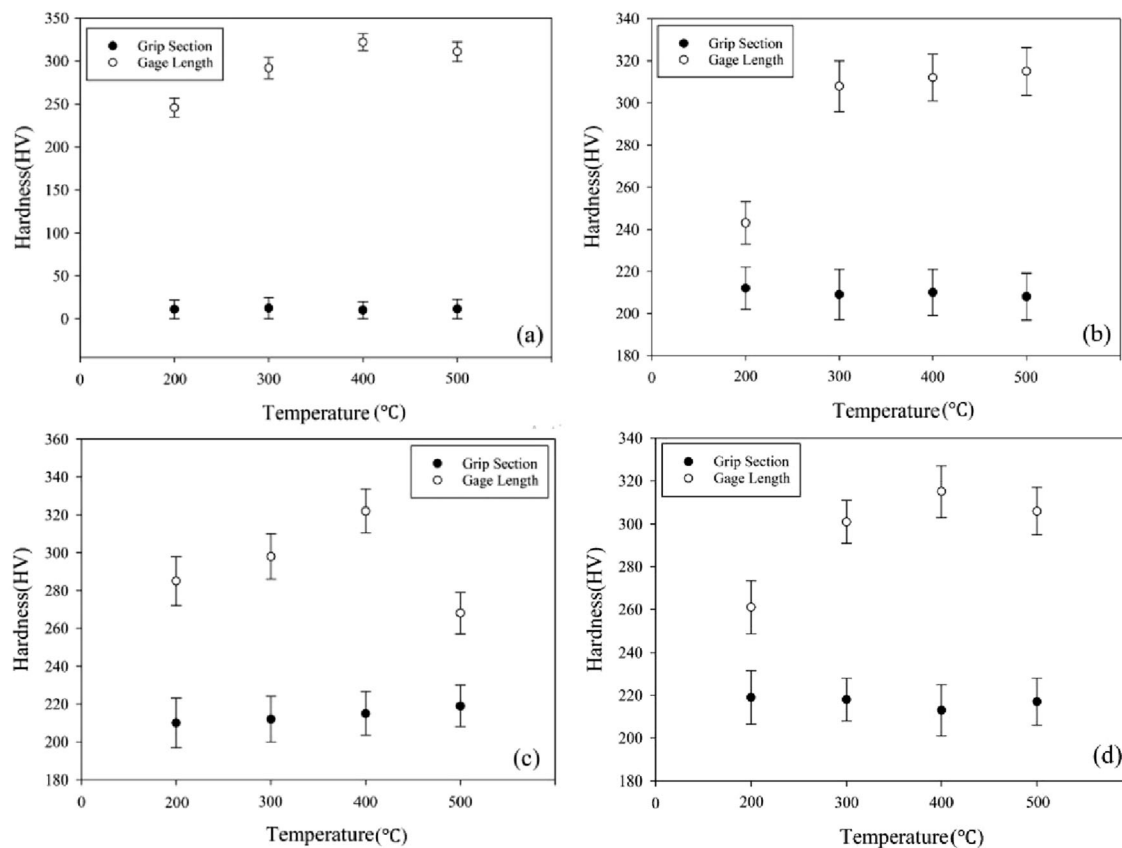 350
300
250
200
150
100
50
0
Hardness(HV)
Grip Section
Gage Length
(a)
0
200
300
400
500
Temperature(°C)
340
320
300
280
260
240
220
200
180
Hardness(HV)
Grip Section
Gage Length
(b)
0
200
300
400
500
Temperature(°C)
360
340
320
300
280
260
240
220
200
180
Hardness(HV)
Grip Section
Gage Length
(c)
0
200
300
400
500
Temperature(°C)
340
320
300
280
260
240
220
200
180
Hardness(HV)
Grip Section
Gage Length
(d)
0
200
300
400
500
Temperature(°C)